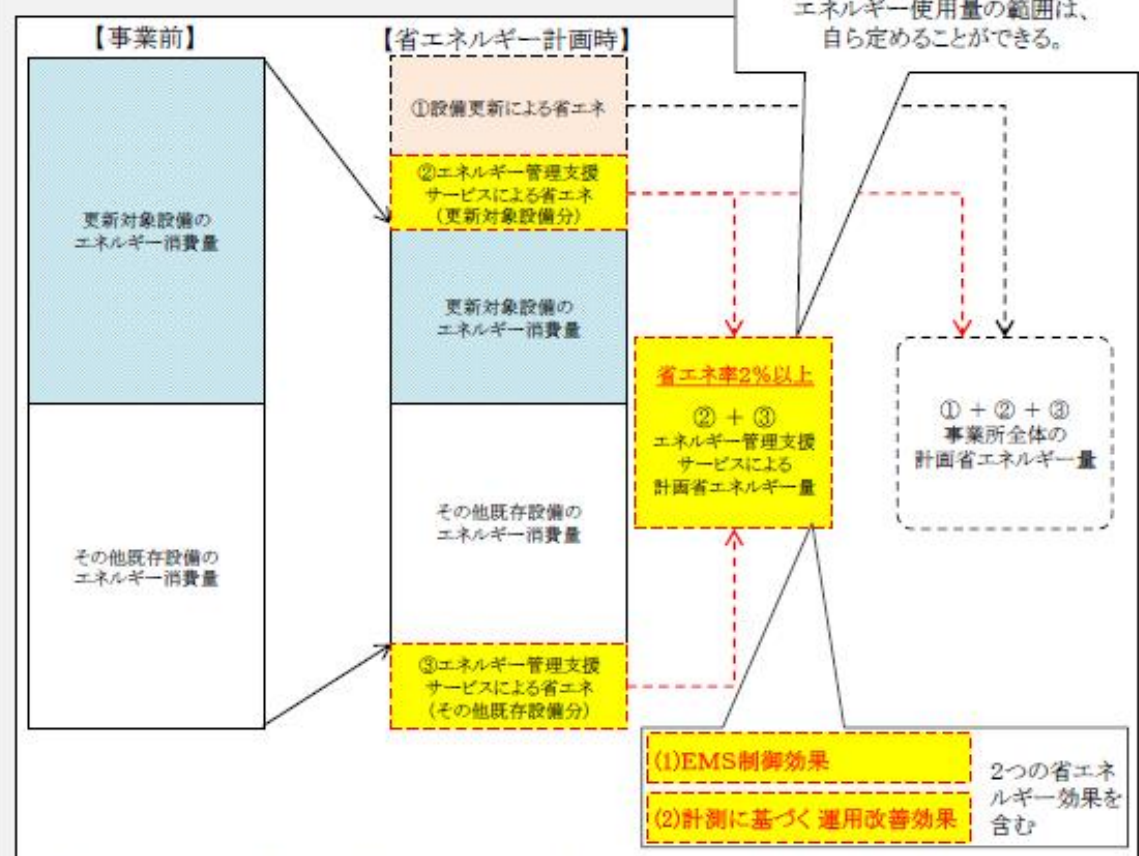 エネルギー使用量の範囲は、
自ら定めることができる。
【事業前】
【省エネルギー計画時】
①設備更新による省エネ
②エネルギー管理支援
サービスによる省エネ
(更新対象設備分)
更新対象設備の
エネルギー消費量
更新対象設備の
エネルギー消費量
省エネ率2%以上
② + ③
エネルギー管理支援
サービスによる
計画省エネルギー量
① + ② + ③
事業所全体の
計画省エネルギー量
その他既存設備の
エネルギー消費量
その他既存設備の
エネルギー消費量
③エネルギー管理支援
サービスによる省エネ
(その他既存設備分)
(1)EMS制御効果
(2)計測に基づく運用改善効果
2つの省エネ
ルギー効果を
含む